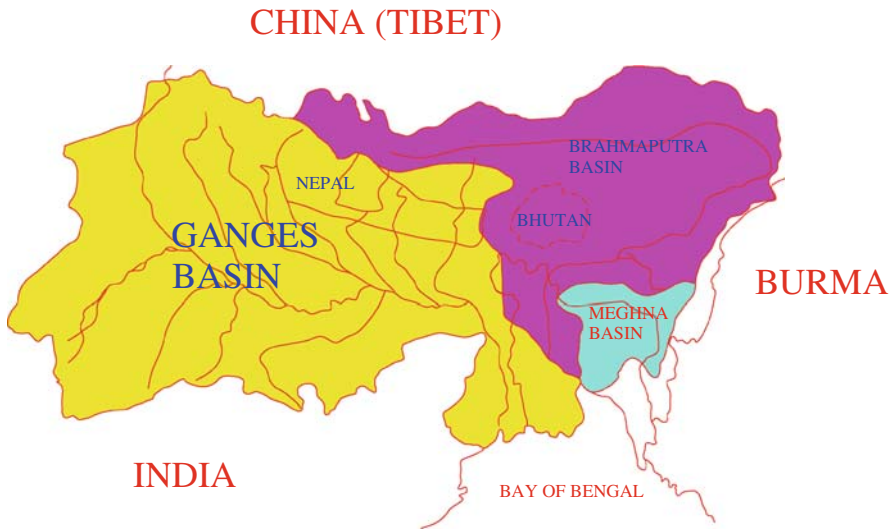 CHINA (TIBET)
BRAHMAPUTRA
BASIN
NEPAL
BHUTAN
GANGES
BASIN
BURMA
MEGHNA
BASIN
INDIA
BAY OF BENGAL